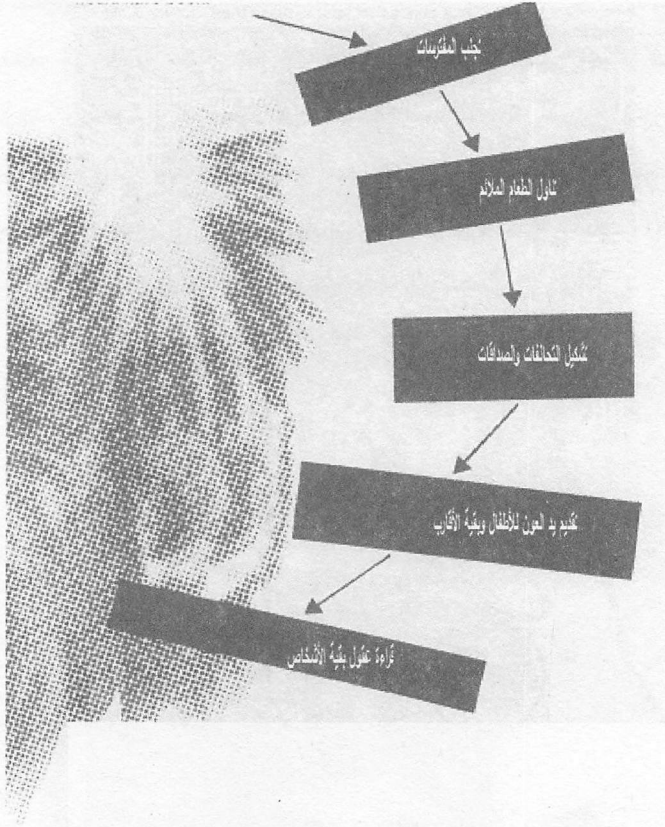 تجنب المفترسات
تناول الطعام الملائم
تشكيل التحالفات والصداقات
تقديم يد العون للأطفال وبقية الأقارب
قراءة عقول بقية الأشخاص